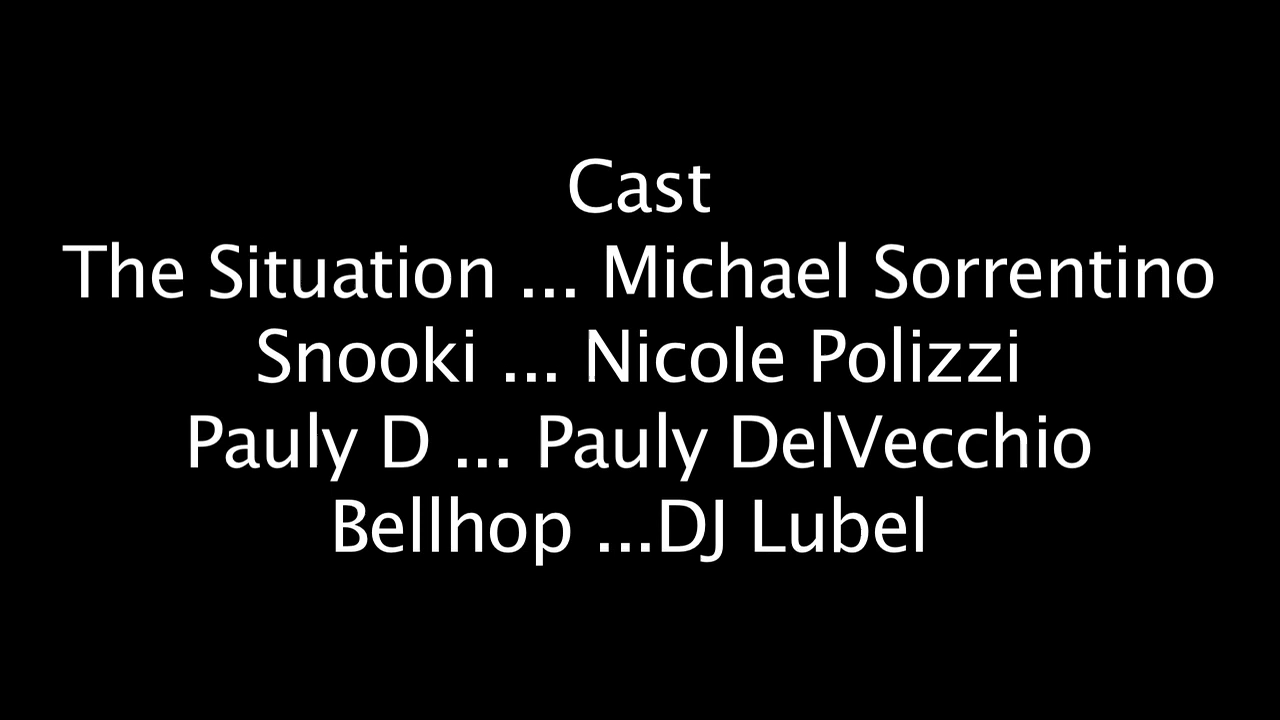 Cast
The Situation ... Michael Sorrentino
Snooki ... Nicole Polizzi
Pauly D ... Pauly DelVecchio
Bellhop ...DJ Lubel